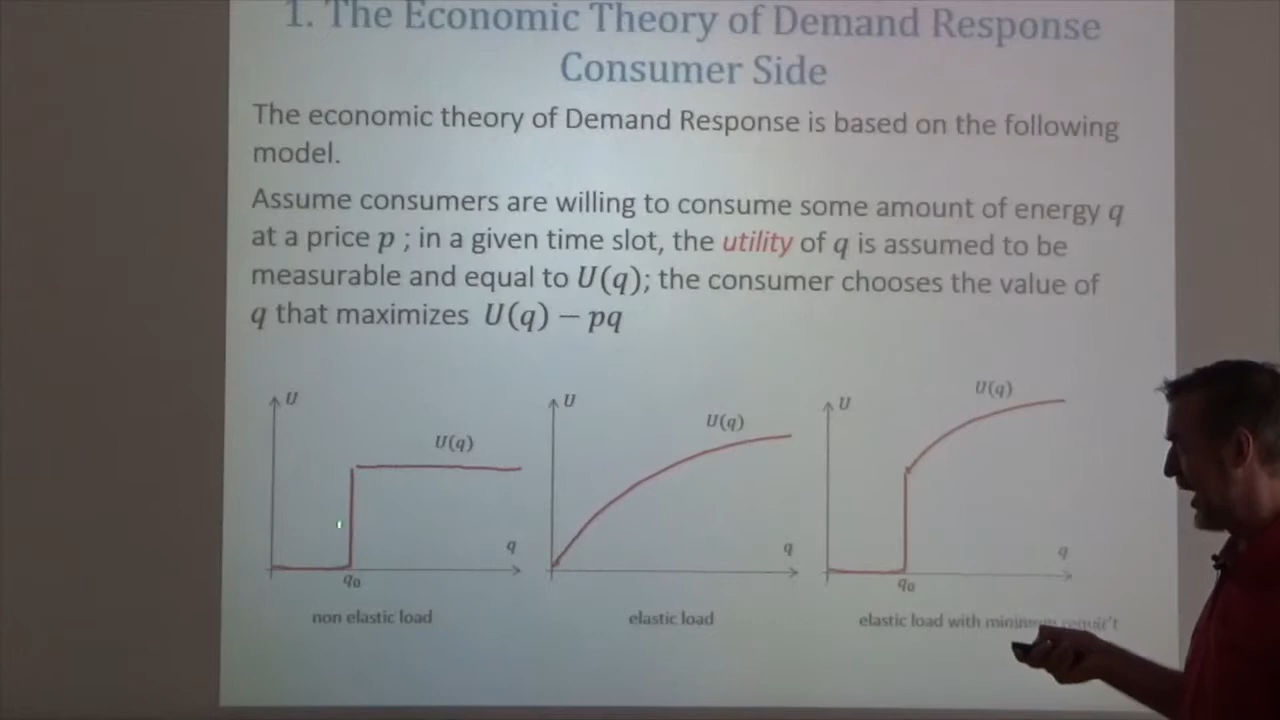 1. The Economic Theory of Demand Response
Consumer Side
The economic theory of Demand Response is based on the following
model.
Assume consumers are willing to consume some amount of energy q
at a price p ; in a given time slot, the utility of q is assumed to be
measurable and equal to U(q); the consumer chooses the value of
q that maximizes U(q) − pq
U
U(q)
q
q₀
non elastic load
U
U(q)
q
elastic load
U
U(q)
q
q₀
elastic load with minimum requir't